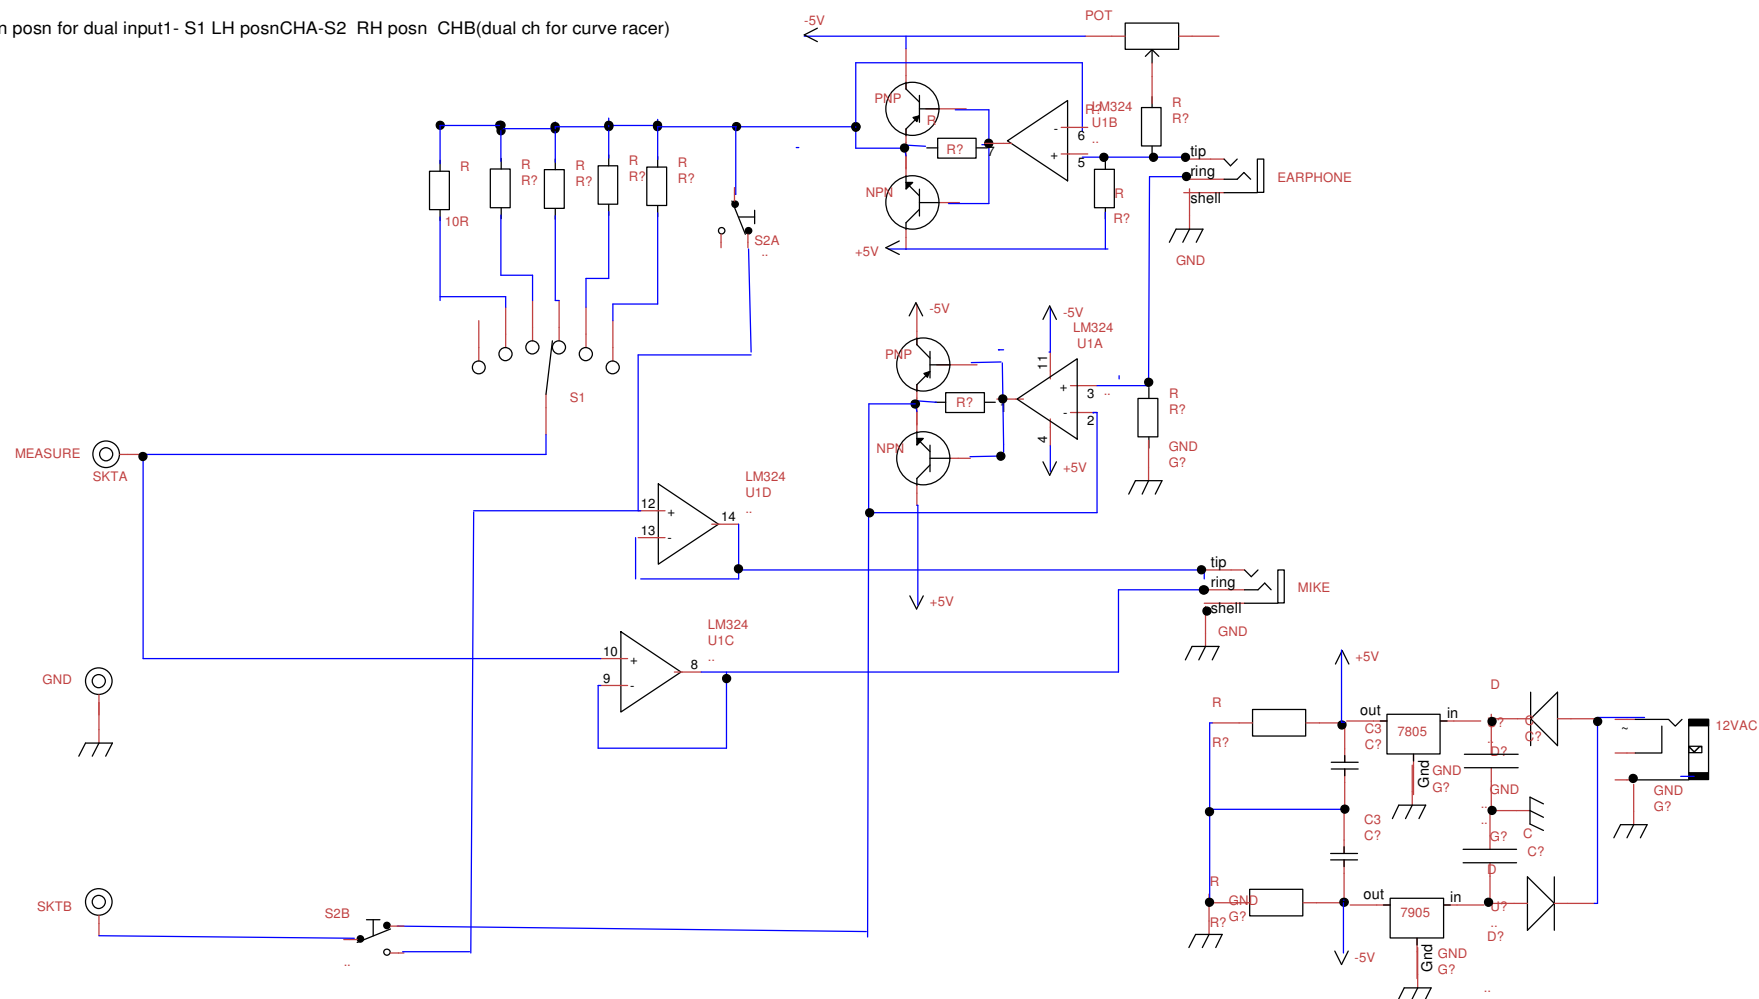 n posn for dual input1- S1 LH posnCHA-S2  RH posn  CHB(dual ch for curve racer)
-5V
POT
PNP
R
R?
LM324
U1B
R?
R
R?
6
5
7
-
+
tip
ring
shell
EARPHONE
GND
NPN
R
R?
+5V
R
10R
R
R?
R
R?
R
R?
R
R?
S2A
..
S1
-5V
-5V
LM324
U1A
PNP
11
R?
+
-
3
2
4
..
NPN
+5V
R
R?
GND
G?
MEASURE
SKTA
LM324
U1D
..
12
13
14
+
-
tip
ring
shell
MIKE
GND
+5V
LM324
U1C
..
10
9
8
+
-
GND
+5V
R
R?
out
in
7805
C3
C?
Gnd
GND
G?
D
D?
GND
C?
~
12VAC
GND
G?
C3
C?
G?
C
C?
D
U?
..
D?
R
GND
G?
R?
out
in
7905
Gnd
GND
G?
-5V
..
SKTB
S2B
..